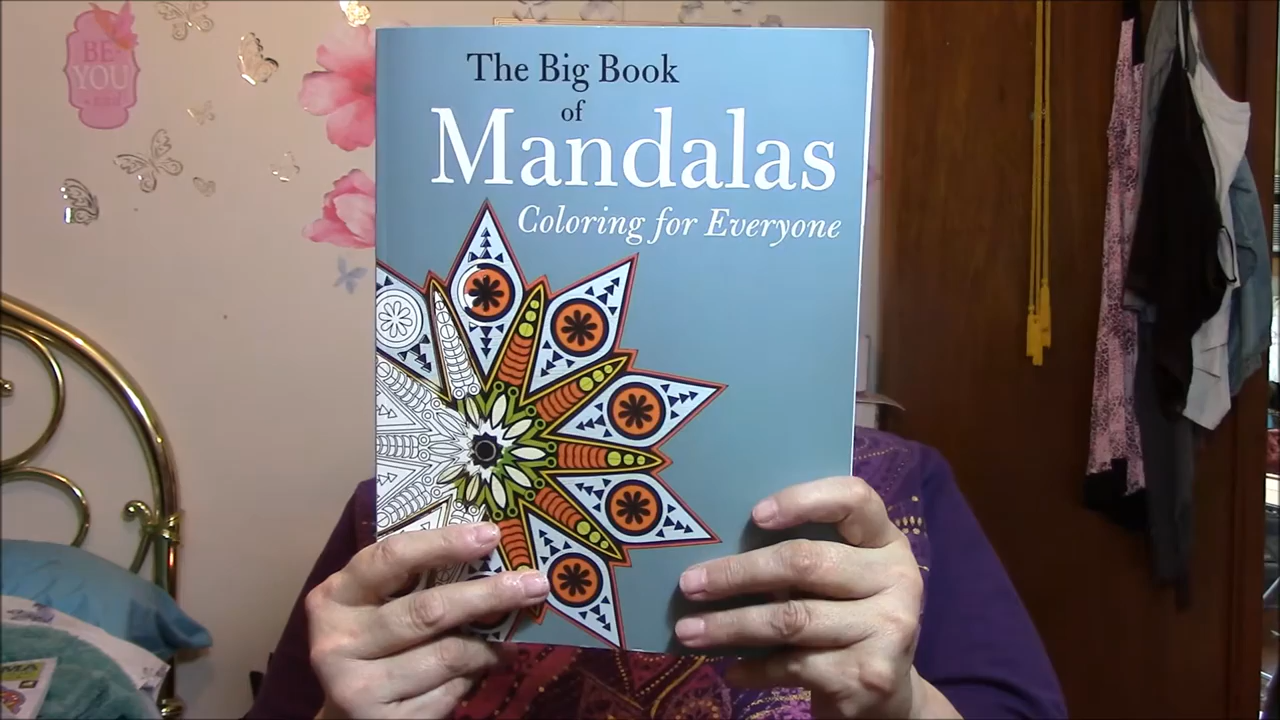 BE
YOU
The Big Book
of
Mandalas
Coloring for Everyone